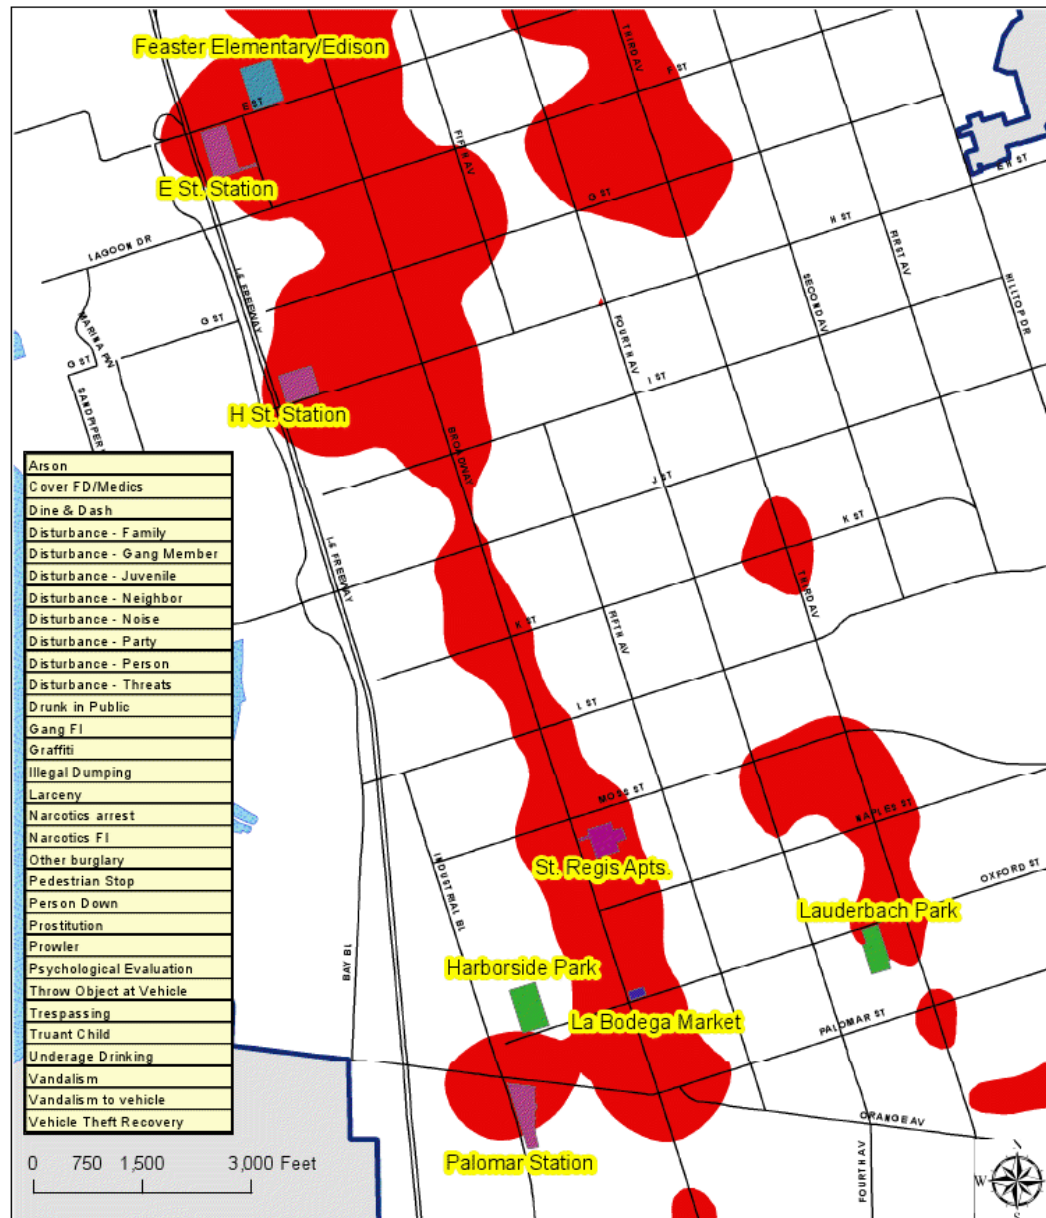 Feaster Elementary/Edison
THIRD AV
F ST
E ST
FIFTH AV
E H ST
E St. Station
G ST
H ST
LAGOON DR
FIRST AV
I-5 FREEWAY
SECOND AV
HILLTOP DR
MARINA PW
G ST
FOURTH AV
G ST
I ST
SANDPIPER
H St. Station
BROADWAY
J ST
K ST
I-5 FREEWAY
THIRD AV
K ST
FIFTH AV
L ST
Arson
Cover FD/Medics
Dine & Dash
Disturbance - Family
Disturbance - Gang Member
Disturbance - Juvenile
Disturbance - Neighbor
Disturbance - Noise
Disturbance - Party
Disturbance - Person
Disturbance - Threats
Drunk in Public
Gang FI
Graffiti
Illegal Dumping
Larceny
Narcotics arrest
Narcotics FI
Other burglary
Pedestrian Stop
Person Down
Prostitution
Prowler
Psychological Evaluation
Throw Object at Vehicle
Trespassing
Truant Child
Underage Drinking
Vandalism
Vandalism to vehicle
Vehicle Theft Recovery
MOSS ST
NAPLES ST
INDUSTRIAL BL
St. Regis Apts.
OXFORD ST
Lauderbach Park
BAY BL
Harborside Park
La Bodega Market
PALOMAR ST
ORANGE AV
Palomar Station
FOURTH AV
0 750 1,500 3,000 Feet
N
W
S